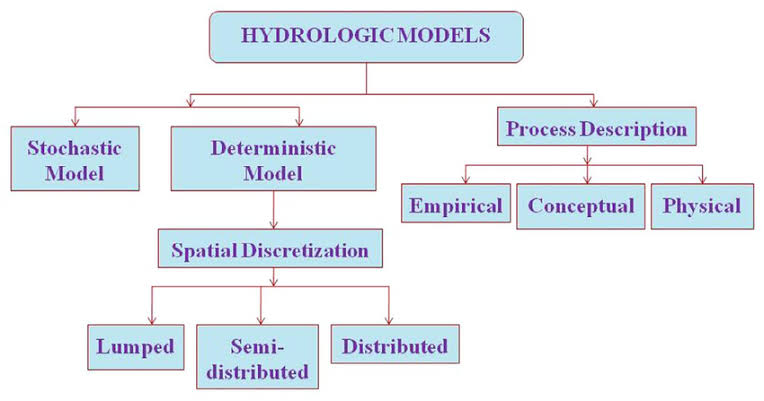 HYDROLOGIC MODELS
Stochastic
Model
Deterministic
Model
Process Description
Empirical
Conceptual
Physical
Spatial Discretization
Lumped
Semi-
distributed
Distributed